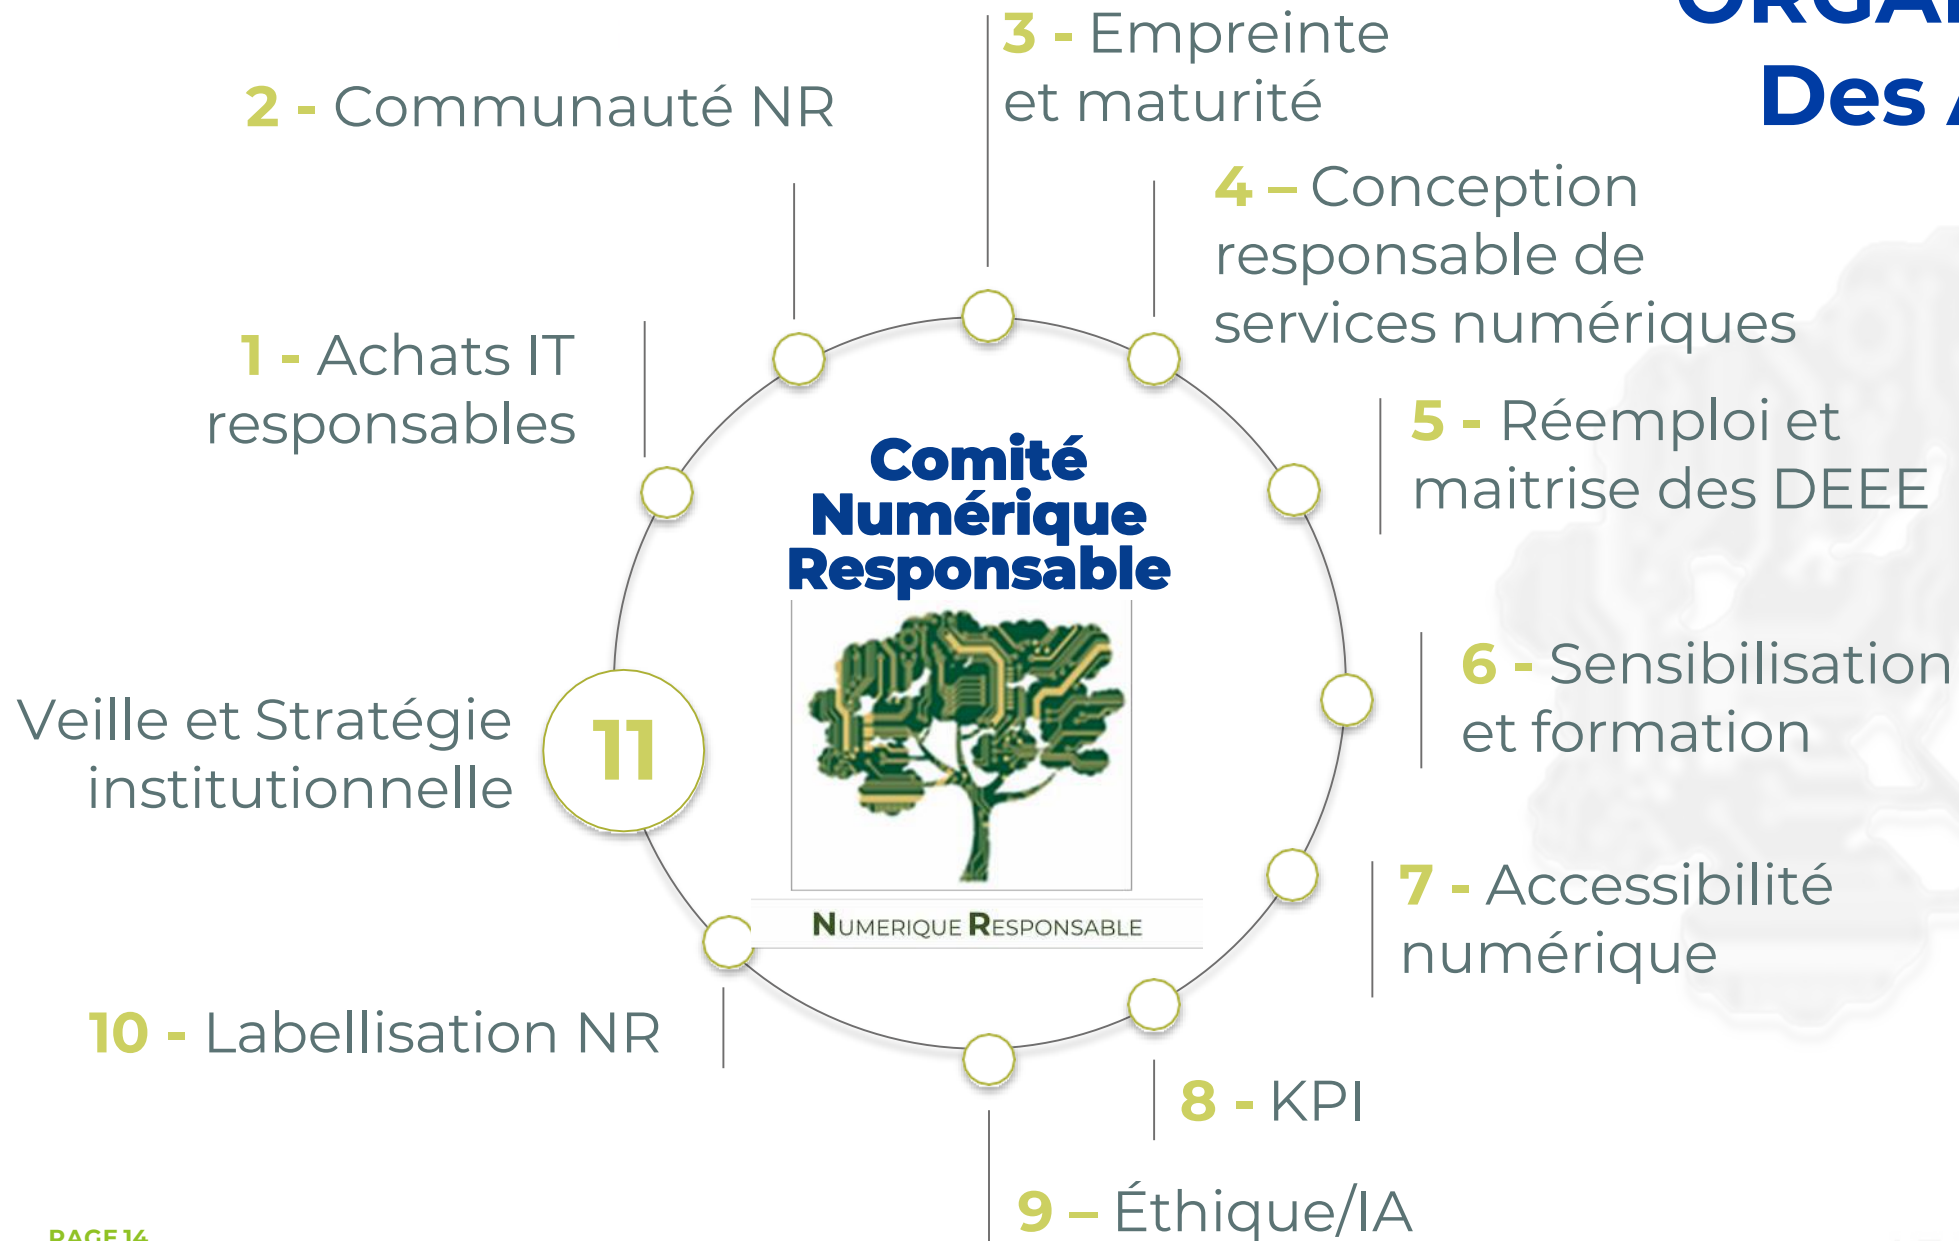 Des
3 - Empreinte
et maturité
2 - Communauté NR
4 – Conception
responsable de
services numériques
1 - Achats IT
responsables
5 - Réemploi et
maitrise des DEEE
Comité
Numérique
Responsable
6 - Sensibilisation
et formation
Veille et Stratégie
institutionnelle
11
7 - Accessibilité
numérique
NUMERIQUE RESPONSABLE
10 - Labellisation NR
8 - KPI
9 – Éthique/IA
PAGE 14